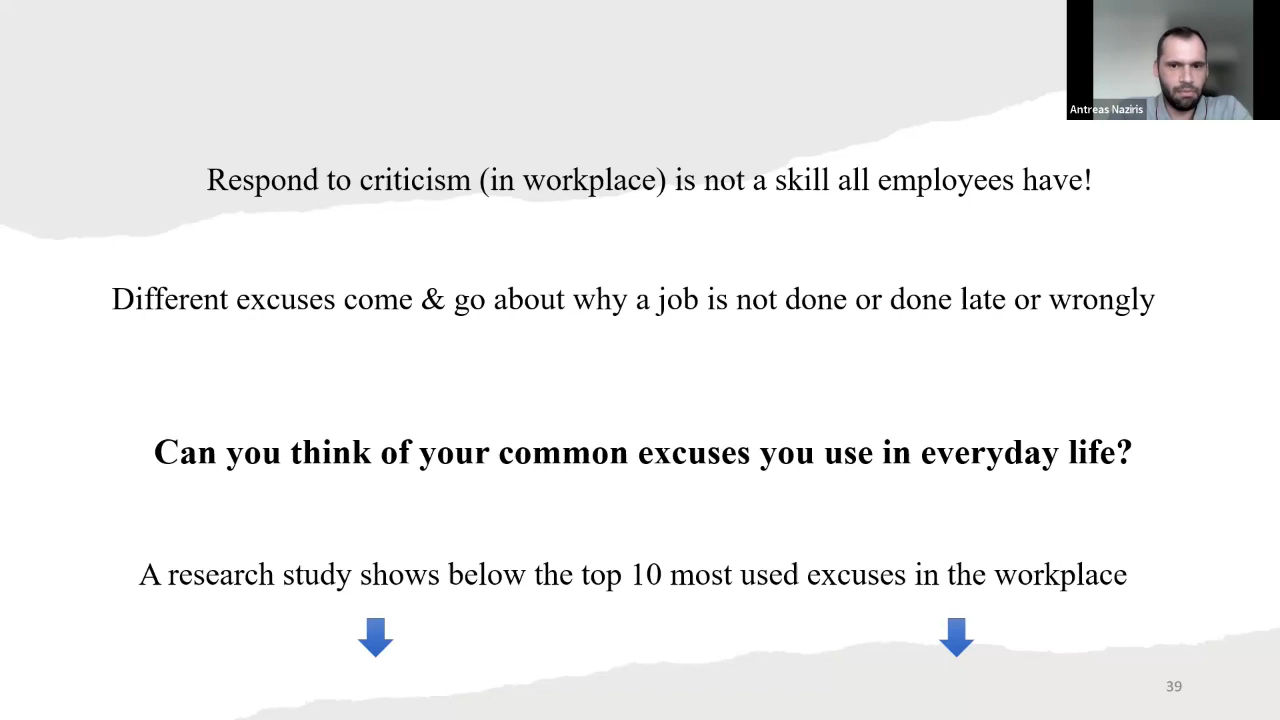 Antreas Naziris
Respond to criticism (in workplace) is not a skill all employees have!
Different excuses come & go about why a job is not done or done late or wrongly
Can you think of your common excuses you use in everyday life?
A research study shows below the top 10 most used excuses in the workplace
39